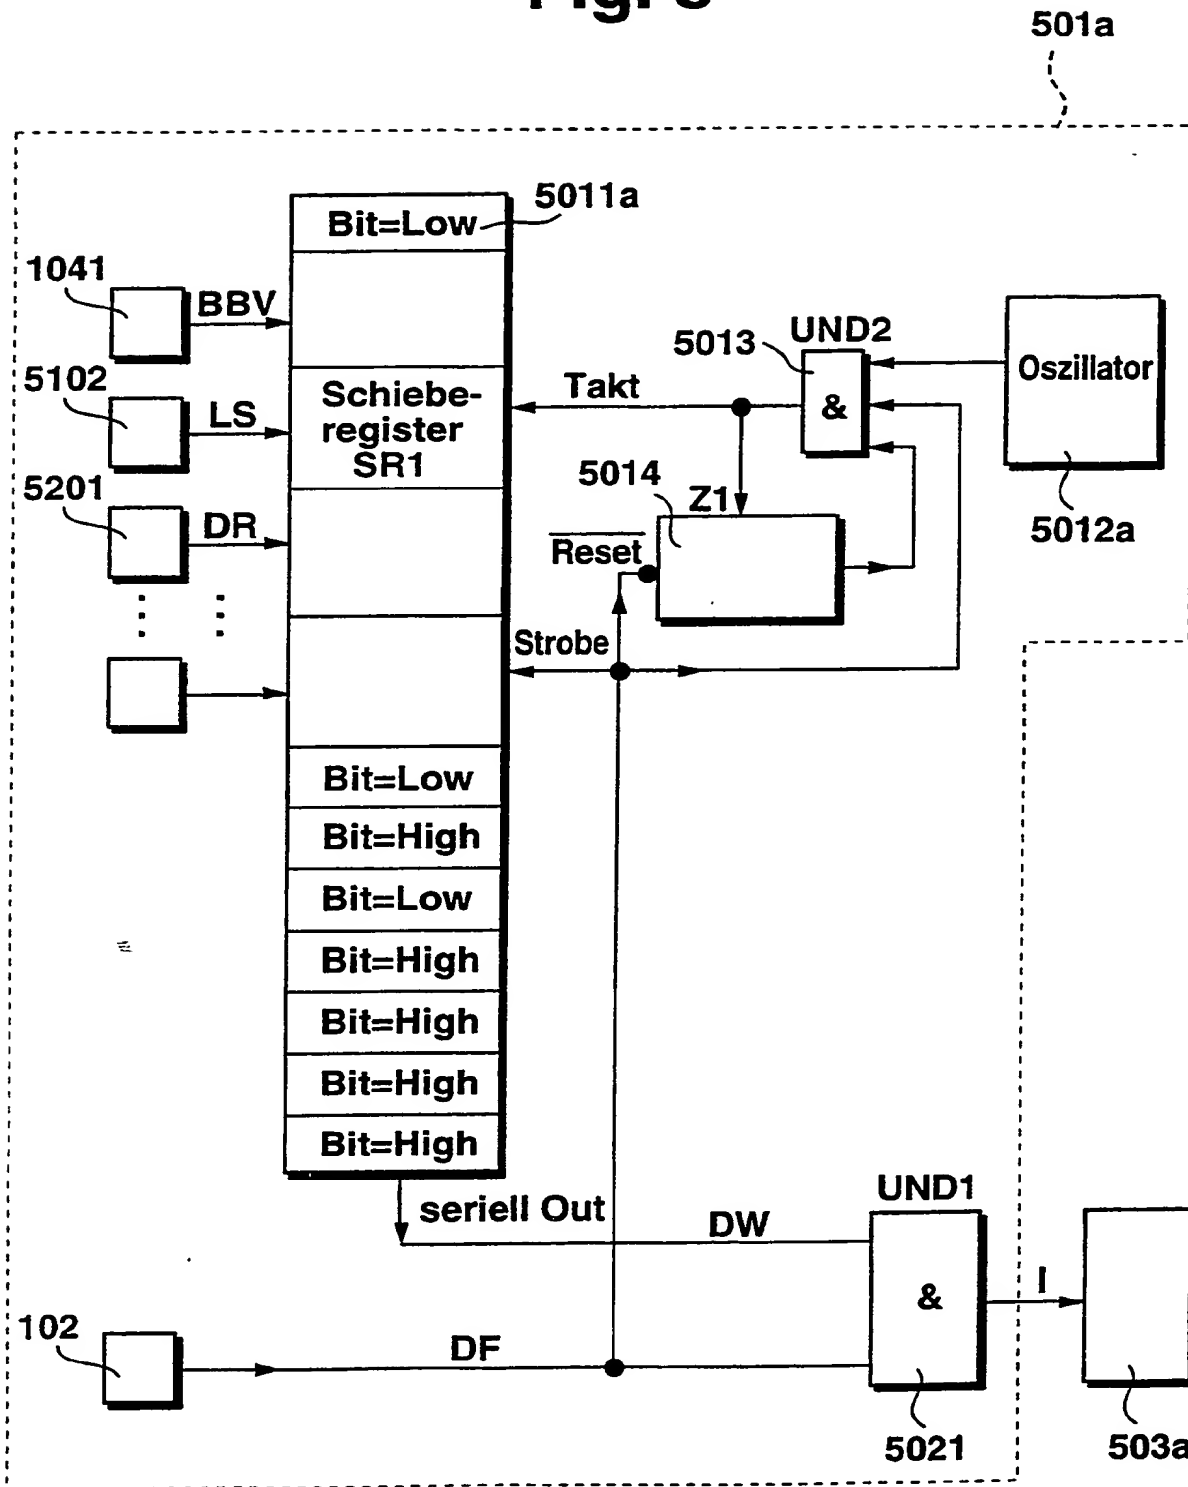 501a
5011a
Bit=Low
1041
BBV
UND2
5013
Oszillator
5102
LS
Schiebe-
register
SR1
Takt
&
5201
DR
5014
Z1
5012a
Reset
Strobe
Bit=Low
Bit=High
Bit=Low
Bit=High
Bit=High
Bit=High
Bit=High
seriell Out
DW
UND1
&
I
102
DF
5021
503a